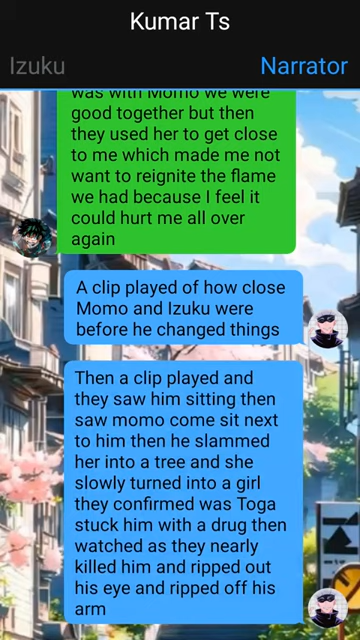 Kumar Ts
Izuku
Narrator
was with Momo we were
good together but then
they used her to get close
to me which made me not
want to reignite the flame
we had because I feel it
could hurt me all over
again
A clip played of how close
Momo and Izuku were
before he changed things
Then a clip played and
they saw him sitting then
saw momo come sit next
to him then he slammed
her into a tree and she
slowly turned into a girl
they confirmed was Toga
stuck him with a drug then
watched as they nearly
killed him and ripped out
his eye and ripped off his
arm